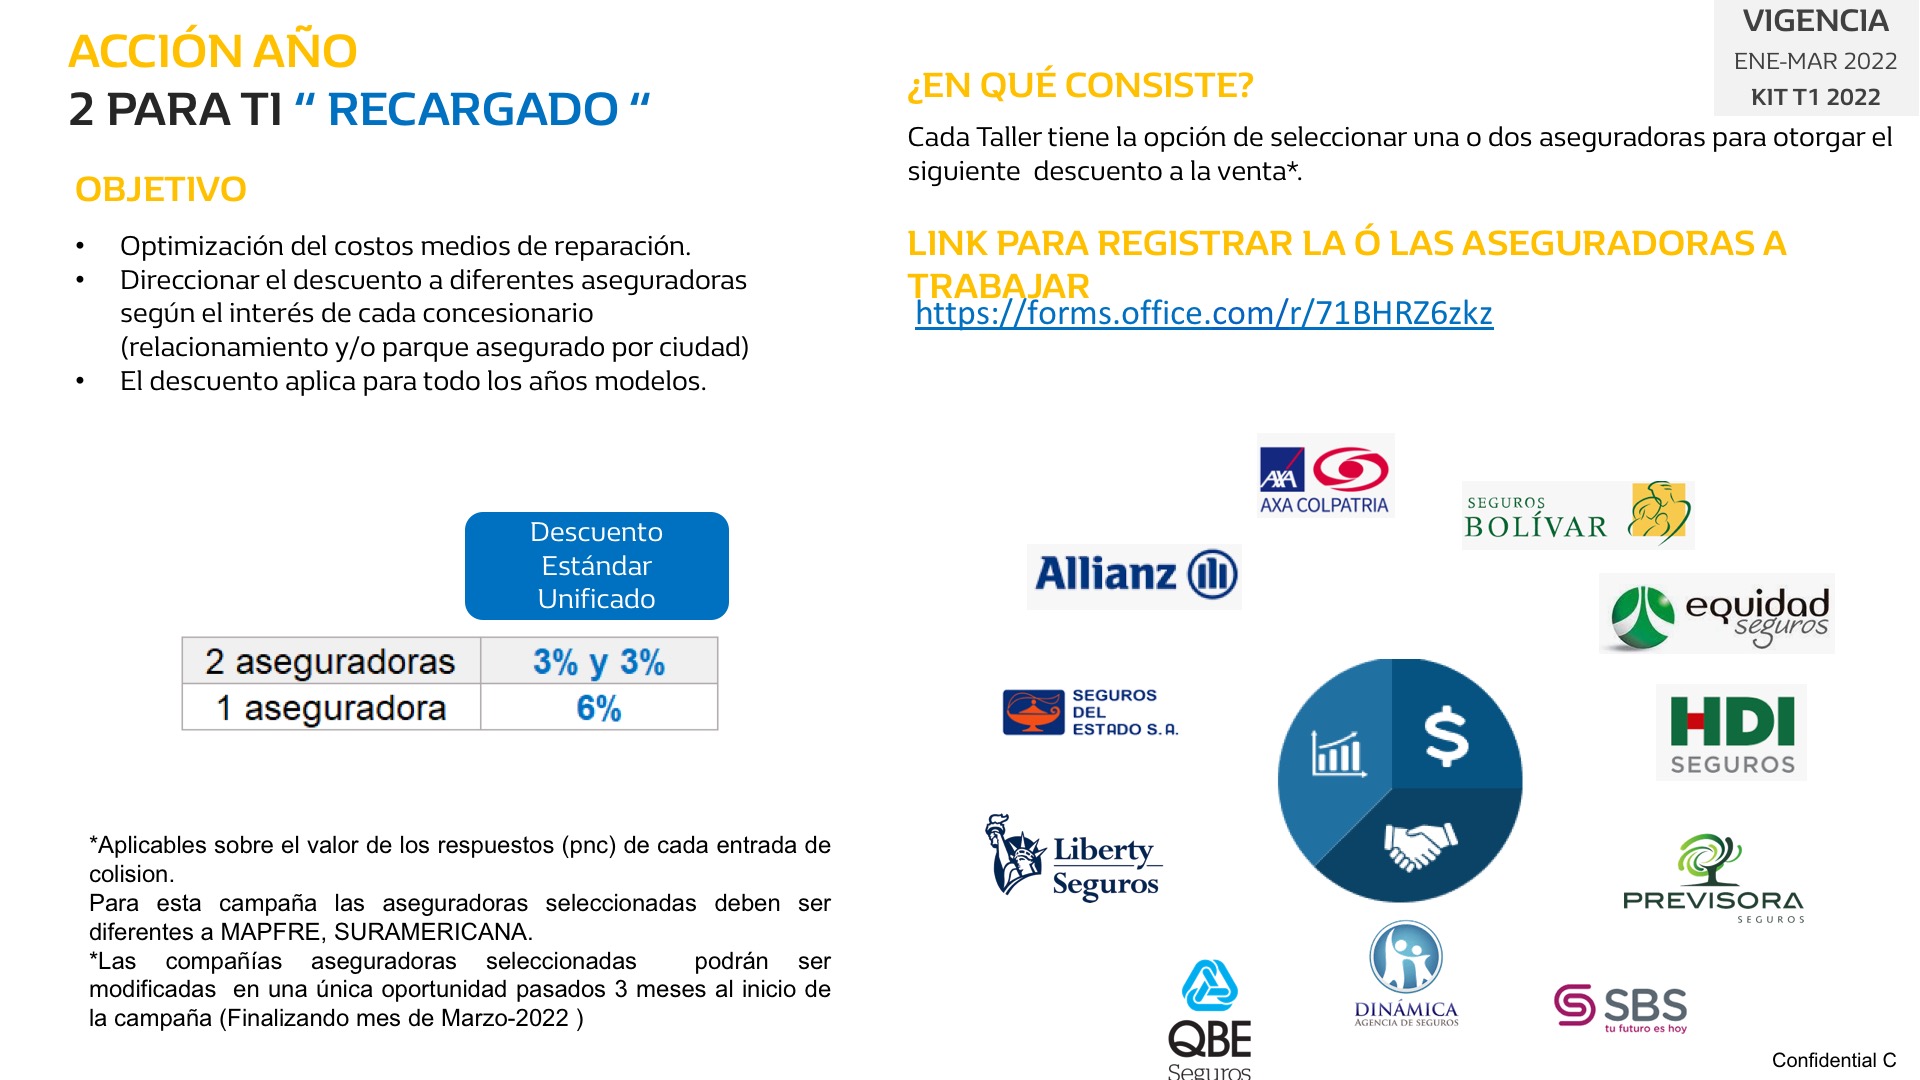 ACCIÓN AÑO
2 PARA TI “ RECARGADO “
OBJETIVO
• Optimización del costos medios de reparación.
• Direccionar el descuento a diferentes aseguradoras
según el interés de cada concesionario
(relacionamiento y/o parque asegurado por ciudad)
• El descuento aplica para todo los años modelos.
Descuento
Estándar
Unificado
2 aseguradoras 3% y 3%
1 aseguradora 6%
*Aplicables sobre el valor de los respuestos (pnc) de cada entrada de
colision.
Para esta campaña las aseguradoras seleccionadas deben ser
diferentes a MAPFRE, SURAMERICANA.
*Las compañías aseguradoras seleccionadas podrán ser
modificadas en una única oportunidad pasados 3 meses al inicio de
la campaña (Finalizando mes de Marzo-2022 )
VIGENCIA
ENE-MAR 2022
KIT T1 2022
¿EN QUÉ CONSISTE?
Cada Taller tiene la opción de seleccionar una o dos aseguradoras para otorgar el
siguiente descuento a la venta*.
LINK PARA REGISTRAR LA Ó LAS ASEGURADORAS A
TRABAJAR
https://forms.office.com/r/71BHRZ6zkz
AXA
AXA COLPATRIA
SEGUROS
BOLÍVAR
Allianz
equidad
seguros
SEGUROS
DEL
ESTADO S.A.
$
HDI
SEGUROS
Liberty
Seguros
PREVISORA
SEGUROS
DINÁMICA
AGENCIA DE SEGUROS
QBE
Seguros
SBS
tu futuro es hoy
Confidential C